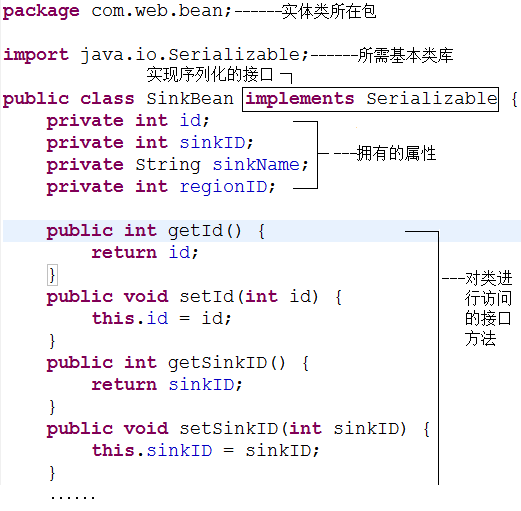 package com.web.bean;------实体类所在包
import java.io.Serializable;------所需基本类库
实现序列化的接口
public class SinkBean implements Serializable {
private int id;
private int sinkID;
private String sinkName;
---拥有的属性
private int regionID;
public int getId() {
return id;
}
---对类进
行访问
的接口
方法
public void setId(int id) {
this.id = id;
}
public int getSinkID() {
return sinkID;
}
public void setSinkID(int sinkID) {
this.sinkID = sinkID;
}
......